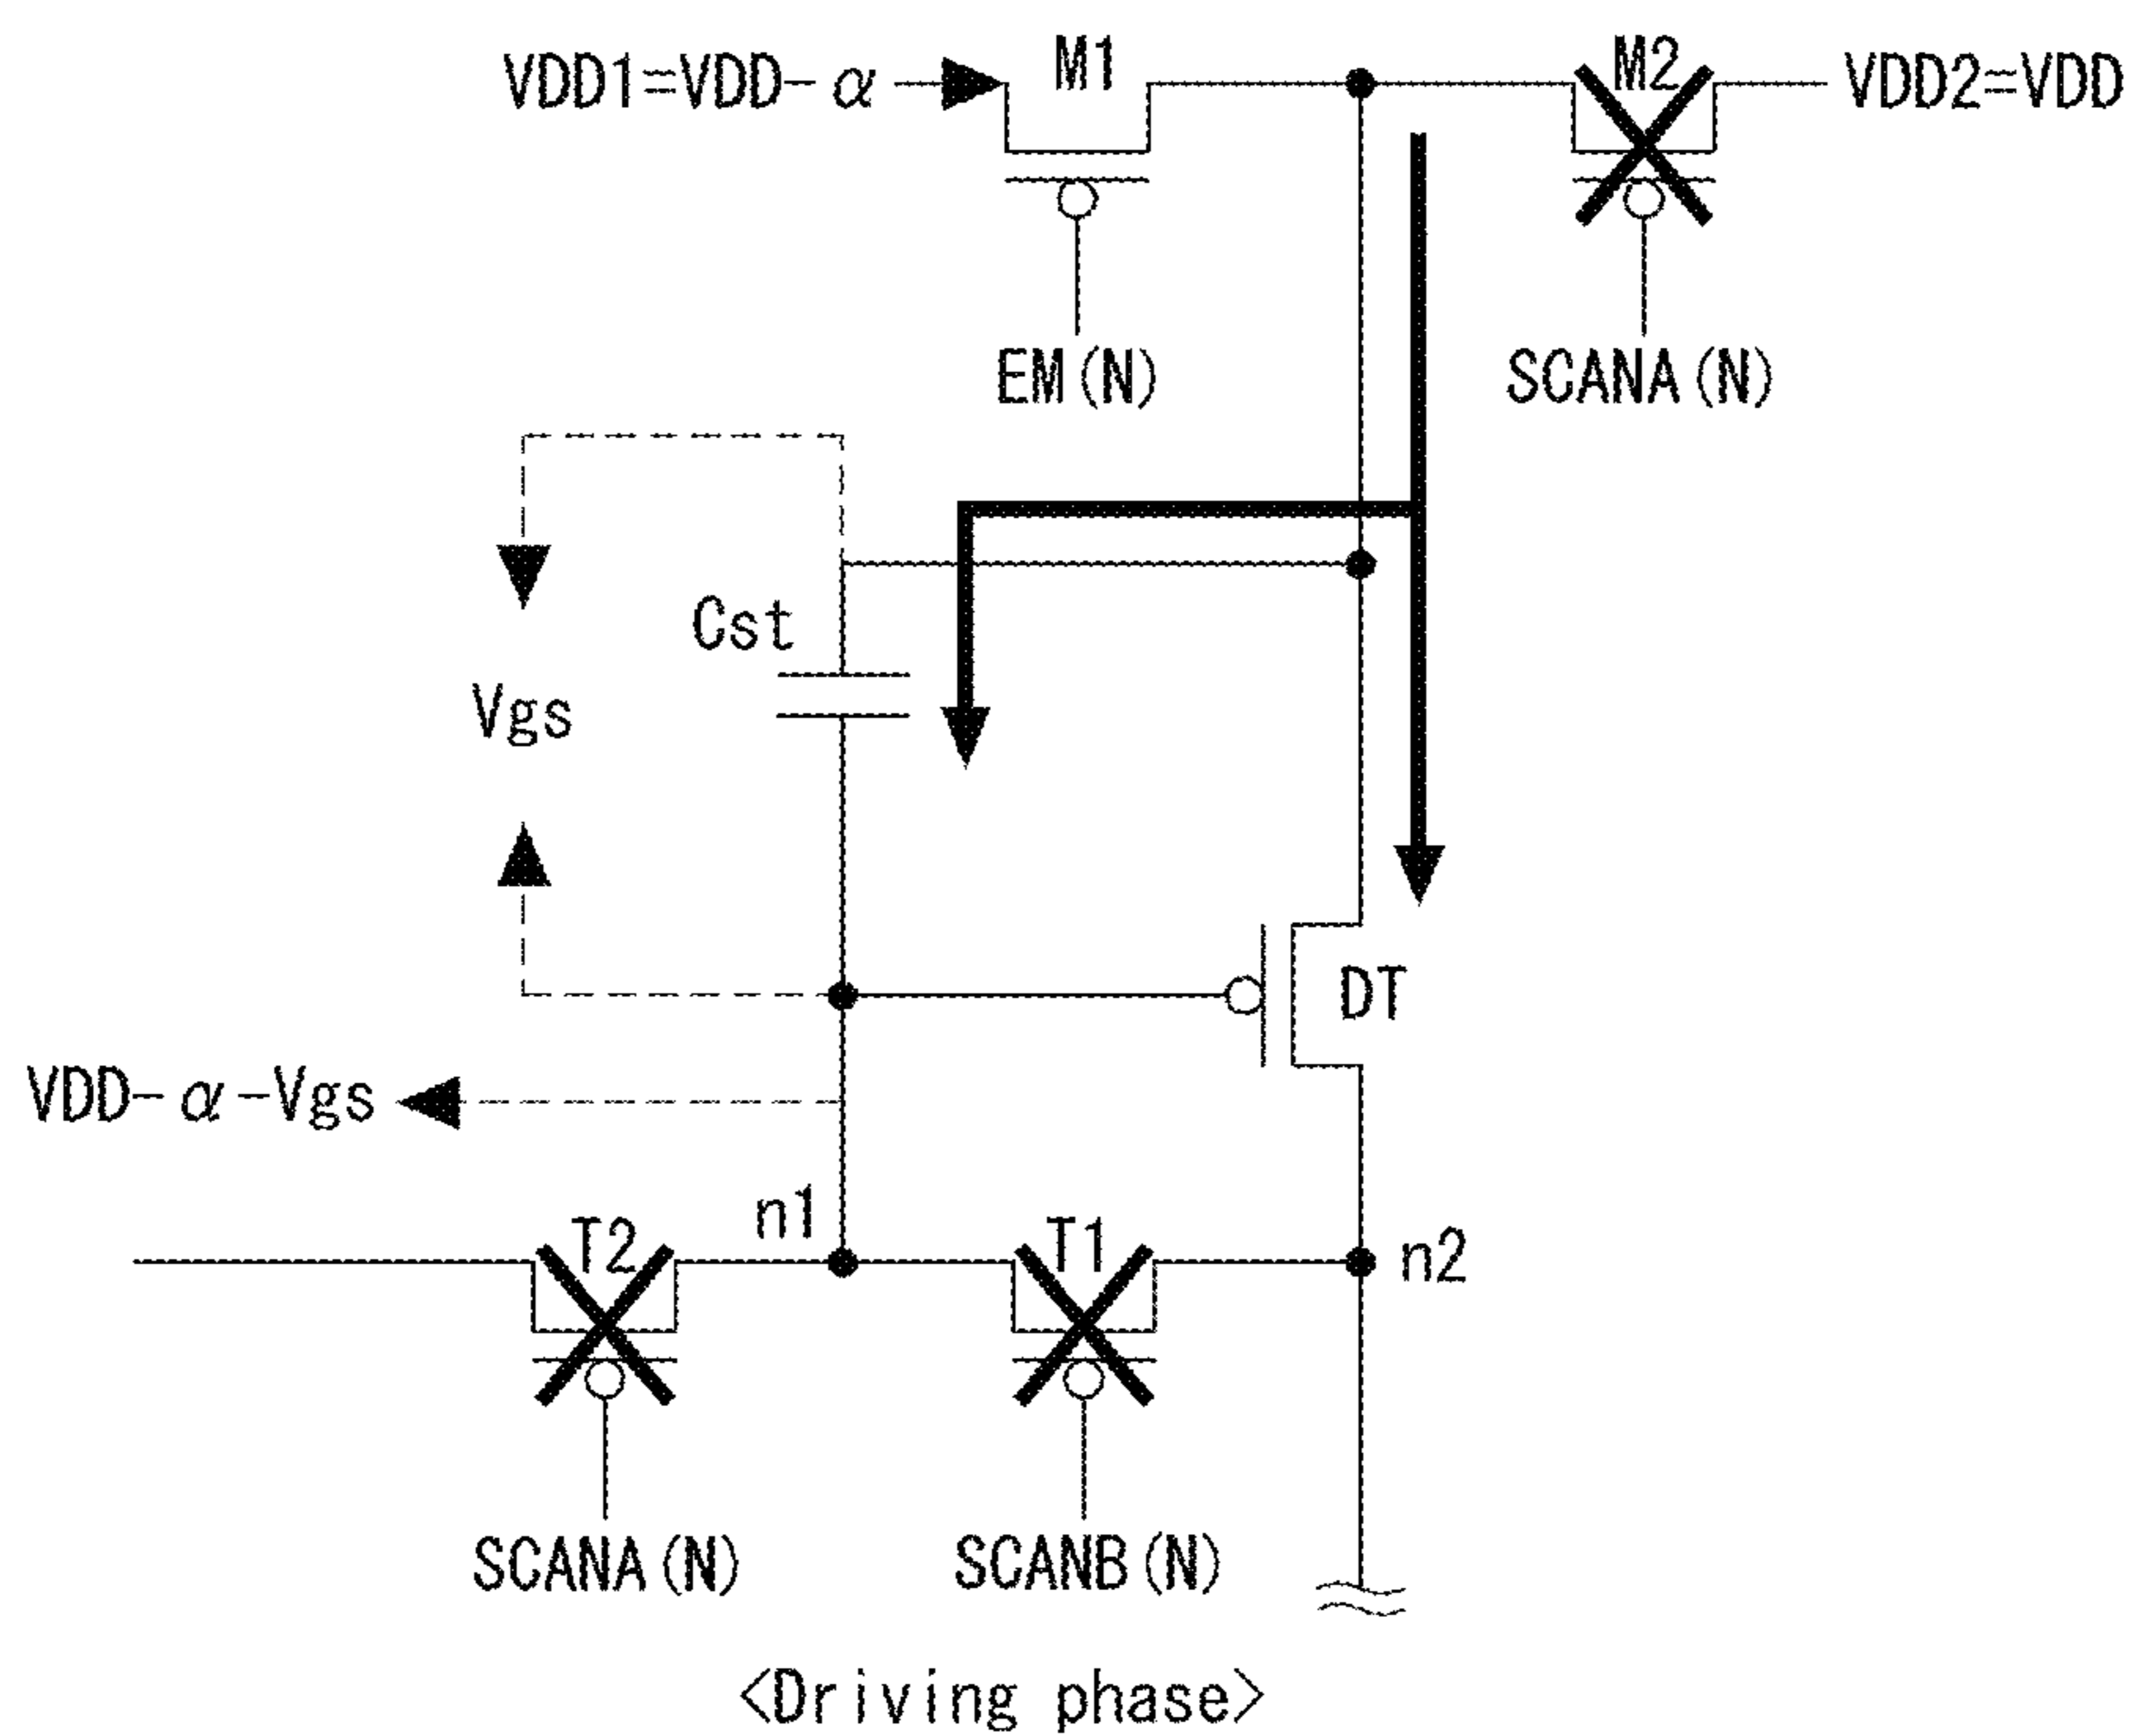 VDD1=VDD-α
M1
M2
VDD2=VDD
EM(N)
SCANA(N)
Cst
Vgs
DT
VDD-α-Vgs
n1
T2
T1
n2
SCANA(N)
SCANB(N)
<Driving phase>